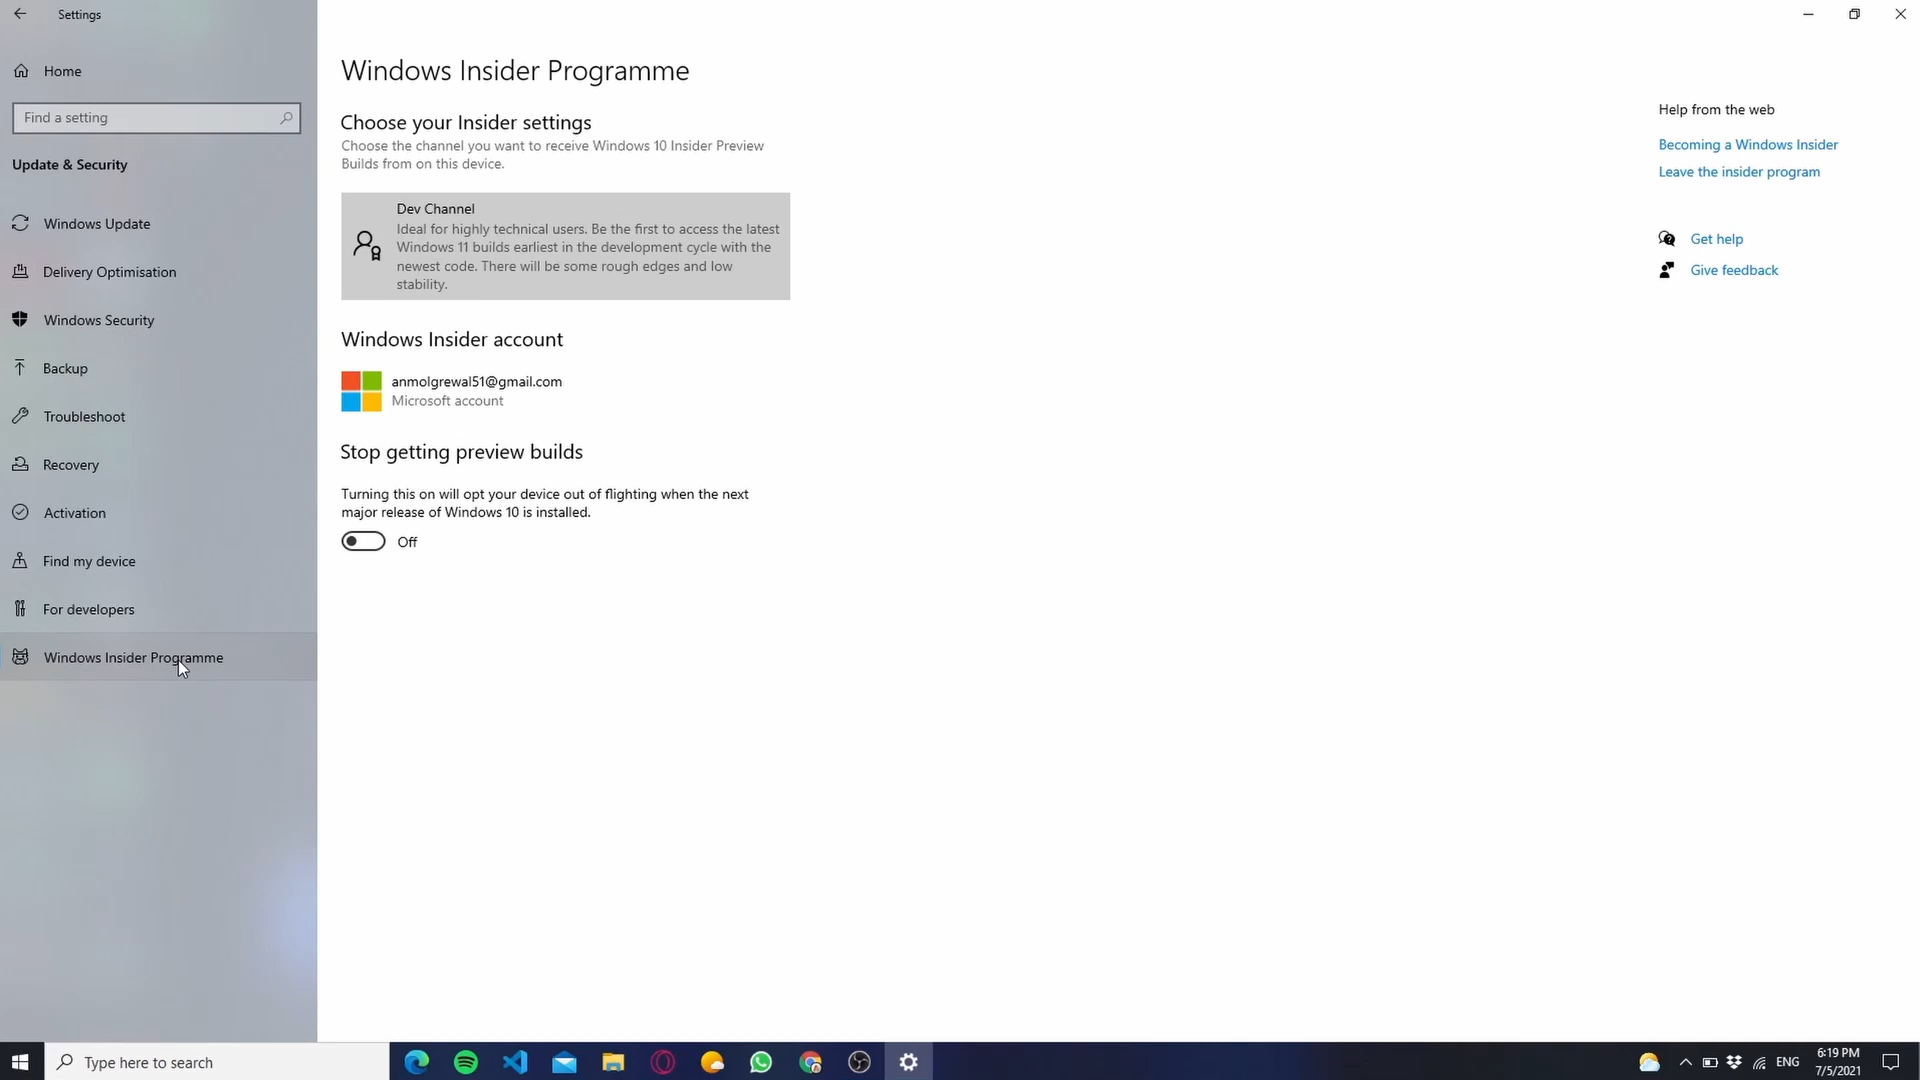 Settings
Home
Find a setting
Update & Security
Windows Update
Delivery Optimisation
Windows Security
Backup
Troubleshoot
Recovery
Activation
Find my device
For developers
Windows Insider Programme
Windows Insider Programme
Choose your Insider settings
Choose the channel you want to receive Windows 10 Insider Preview
Builds from on this device.
Dev Channel
Ideal for highly technical users. Be the first to access the latest
Windows 11 builds earliest in the development cycle with the
newest code. There will be some rough edges and low
stability.
Windows Insider account
anmolgrewal51@gmail.com
Microsoft account
Stop getting preview builds
Turning this on will opt your device out of flighting when the next
major release of Windows 10 is installed.
Off
Help from the web
Becoming a Windows Insider
Leave the insider program
Get help
Give feedback
Type here to search
ENG
6:19 PM
7/5/2021